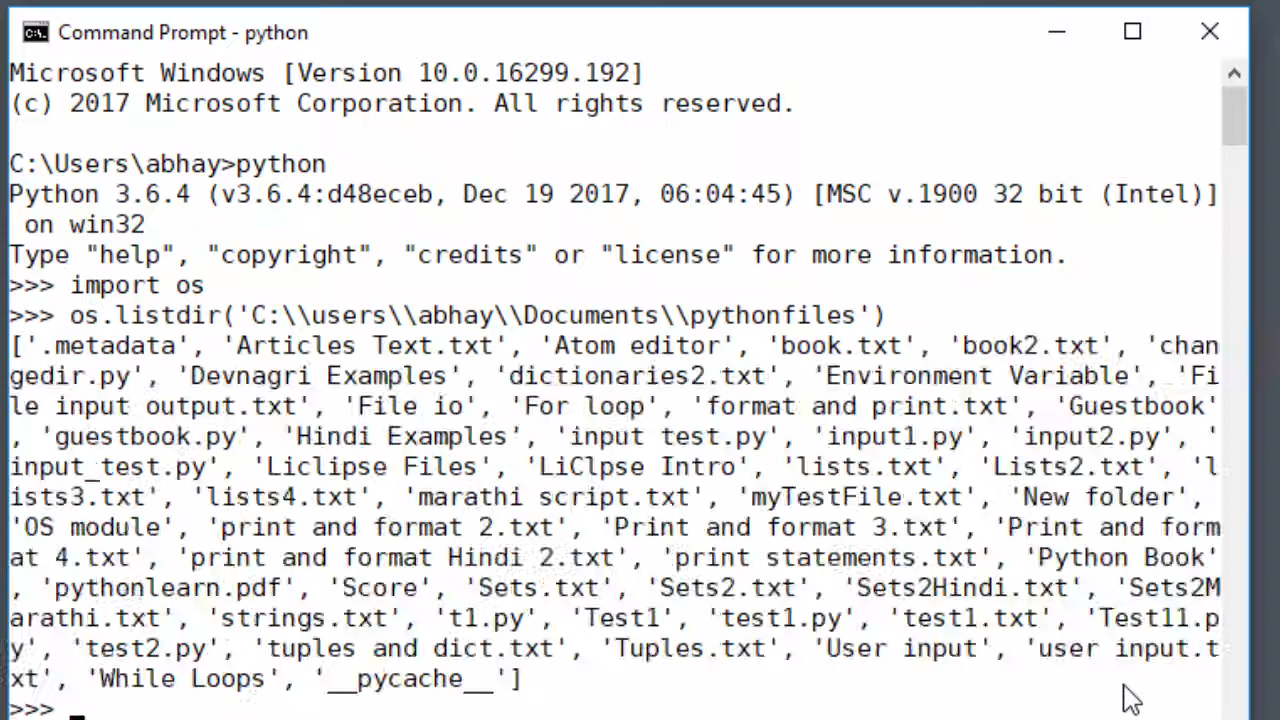 Command Prompt - python
Microsoft Windows [Version 10.0.16299.192]
(c) 2017 Microsoft Corporation. All rights reserved.
C:\Users\abhay>python
Python 3.6.4 (v3.6.4:d48eceb, Dec 19 2017, 06:04:45) [MSC v.1900 32 bit (Intel)]
 on win32
Type "help", "copyright", "credits" or "license" for more information.
>>> import os
>>> os.listdir('C:\\users\\abhay\\Documents\\pythonfiles')
['.metadata', 'Articles Text.txt', 'Atom editor', 'book.txt', 'book2.txt', 'chan
gedir.py', 'Devnagri Examples', 'dictionaries2.txt', 'Environment Variable', 'Fi
le input output.txt', 'File io', 'For loop', 'format and print.txt', 'Guestbook'
, 'guestbook.py', 'Hindi Examples', 'input test.py', 'input1.py', 'input2.py', '
input_test.py', 'Liclipse Files', 'LiClpse Intro', 'lists.txt', 'Lists2.txt', 'l
ists3.txt', 'lists4.txt', 'marathi script.txt', 'myTestFile.txt', 'New folder',
'OS module', 'print and format 2.txt', 'Print and format 3.txt', 'Print and form
at 4.txt', 'print and format Hindi 2.txt', 'print statements.txt', 'Python Book'
, 'pythonlearn.pdf', 'Score', 'Sets.txt', 'Sets2.txt', 'Sets2Hindi.txt', 'Sets2M
arathi.txt', 'strings.txt', 't1.py', 'Test1', 'test1.py', 'test1.txt', 'Test11.p
y', 'test2.py', 'tuples and dict.txt', 'Tuples.txt', 'User input', 'user input.t
xt', 'While Loops', '__pycache__']
>>>